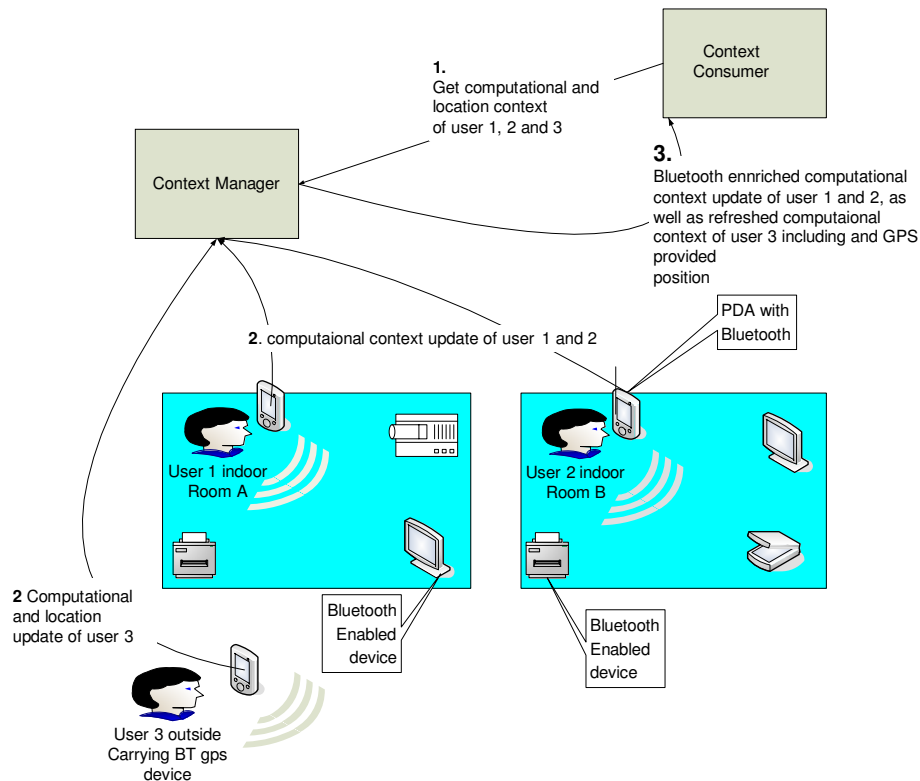 Context
Consumer
1.
Get computational and
location context
of user 1, 2 and 3
Context Manager
3.
Bluetooth ennriched computational
context update of user 1 and 2, as
well as refreshed computaional
context of user 3 including and GPS
provided
position
PDA with
Bluetooth
2. computaional context update of user 1 and 2
User 1 indoor
Room A
User 2 indoor
Room B
Bluetooth
Enabled
device
Bluetooth
Enabled
device
2 Computational
and location
update of user 3
User 3 outside
Carrying BT gps
device